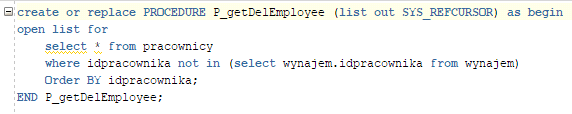 create or replace PROCEDURE P_getDelEmployee (list out SYS_REFCURSOR) as begin
open list for
select * from pracownicy
where idpracownika not in (select wynajem.idpracownika from wynajem)
Order BY idpracownika;
END P_getDelEmployee;